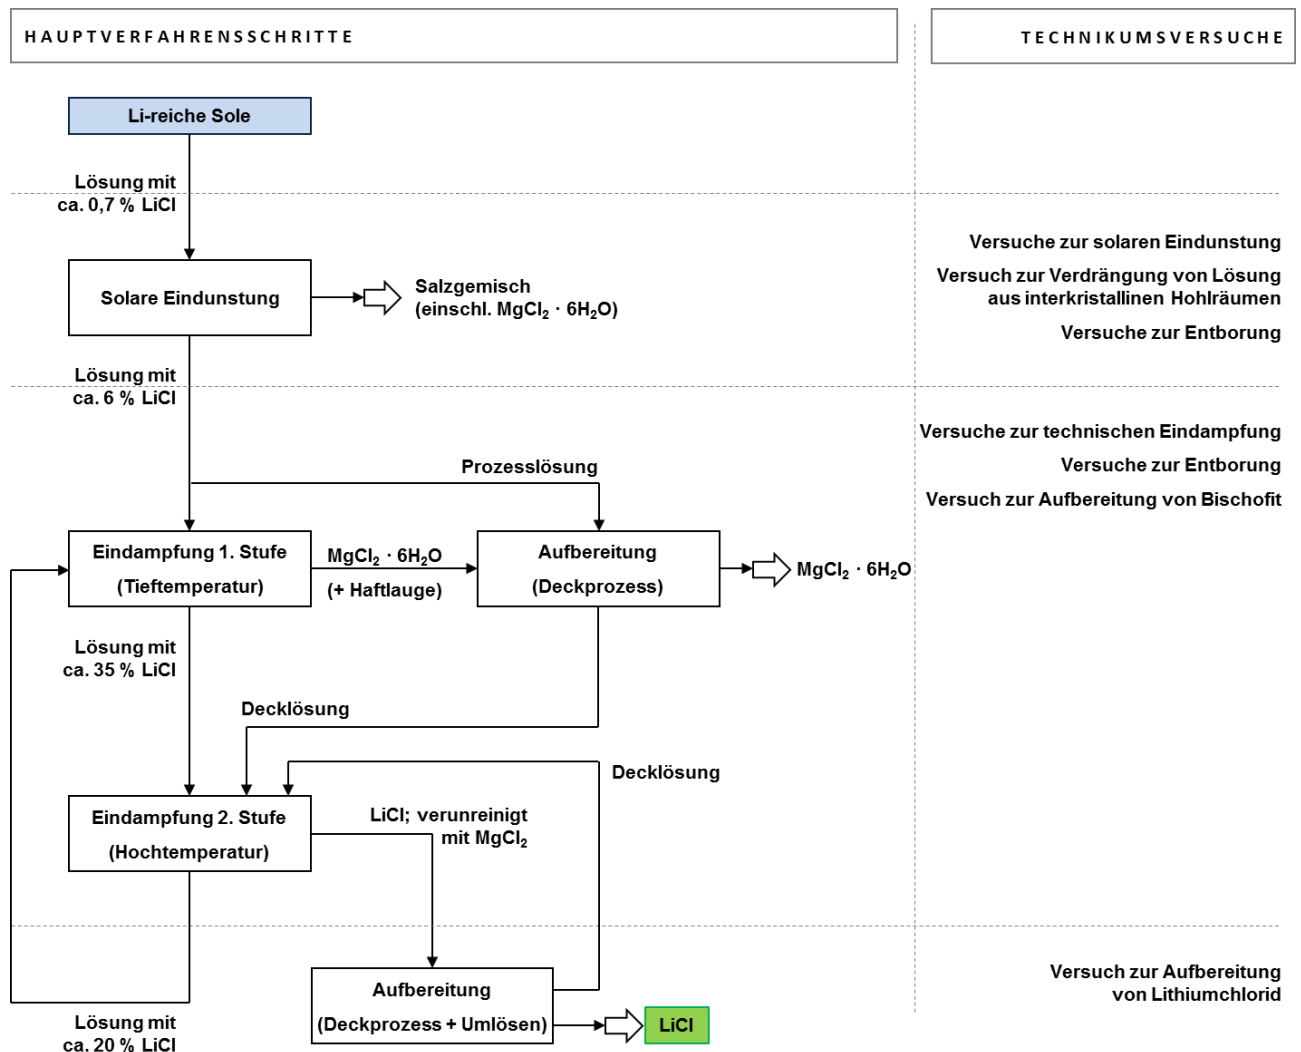 HAUPTVERFAHRENSSCHRITTE
TECHNIKUMSVERSUCHE
Li-reiche Sole
Lösung mit
ca. 0,7 % LiCl
Solare Eindunstung
Salzgemisch
(einschl. MgCl₂ · 6H₂O)
Versuche zur solaren Eindunstung
Versuch zur Verdrängung von Lösung
aus interkristallinen Hohlräumen
Versuche zur Entborung
Lösung mit
ca. 6 % LiCl
Versuche zur technischen Eindampfung
Versuche zur Entborung
Versuch zur Aufbereitung von Bischofit
Prozesslösung
Eindampfung 1. Stufe
(Tieftemperatur)
MgCl₂ · 6H₂O
(+ Haftlauge)
Aufbereitung
(Deckprozess)
MgCl₂ · 6H₂O
Lösung mit
ca. 35 % LiCl
Decklösung
Decklösung
Eindampfung 2. Stufe
(Hochtemperatur)
LiCl; verunreinigt
mit MgCl₂
Aufbereitung
(Deckprozess + Umlösen)
LiCl
Versuch zur Aufbereitung
von Lithiumchlorid
Lösung mit
ca. 20 % LiCl